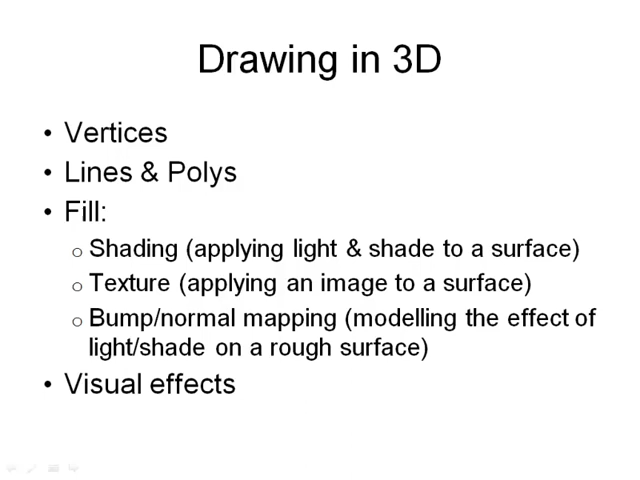 Drawing in 3D
• Vertices
• Lines & Polys
• Fill:
o Shading (applying light & shade to a surface)
o Texture (applying an image to a surface)
o Bump/normal mapping (modelling the effect of
light/shade on a rough surface)
• Visual effects